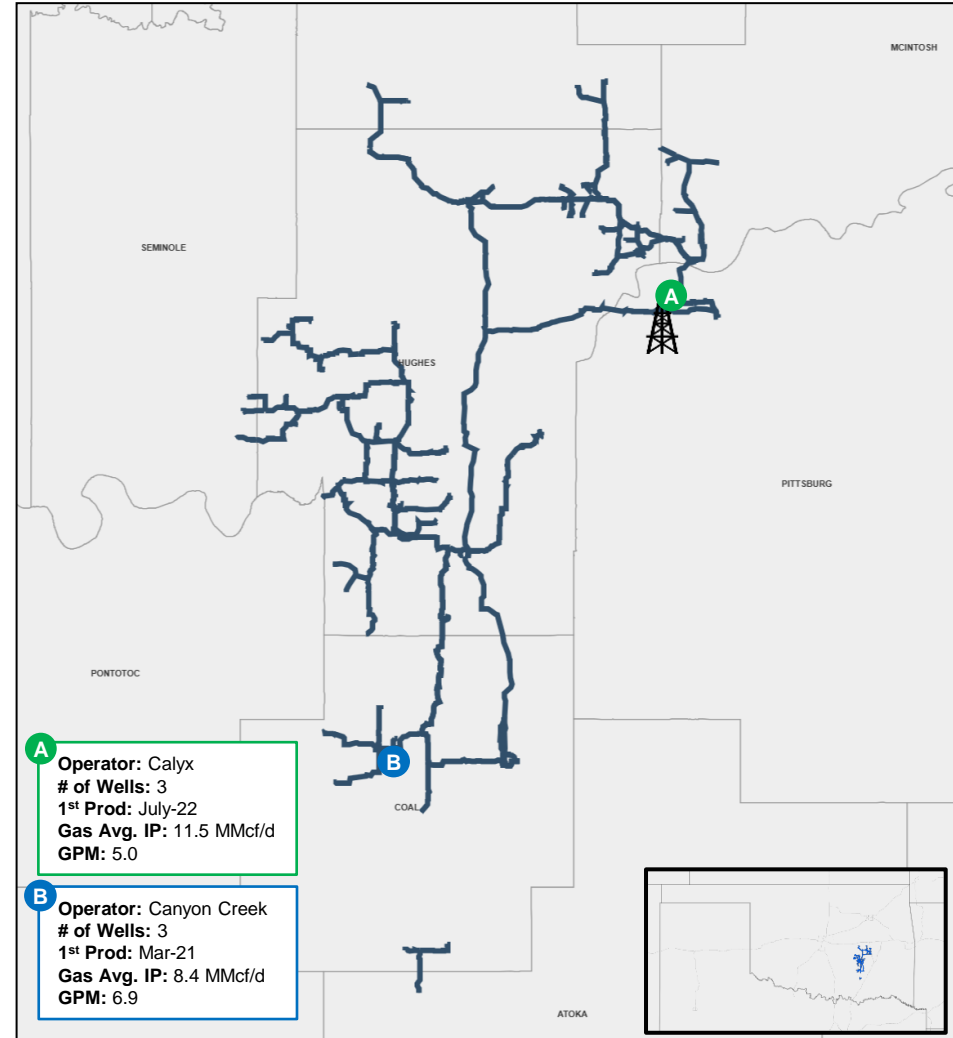 MCINTOSH
SEMINOLE
A
HUGHES
PITTSBURG
PONTOTOC
B
COAL
A
Operator: Calyx
# of Wells: 3
1st Prod: July-22
Gas Avg. IP: 11.5 MMcf/d
GPM: 5.0
B
Operator: Canyon Creek
# of Wells: 3
1st Prod: Mar-21
Gas Avg. IP: 8.4 MMcf/d
GPM: 6.9
ATOKA